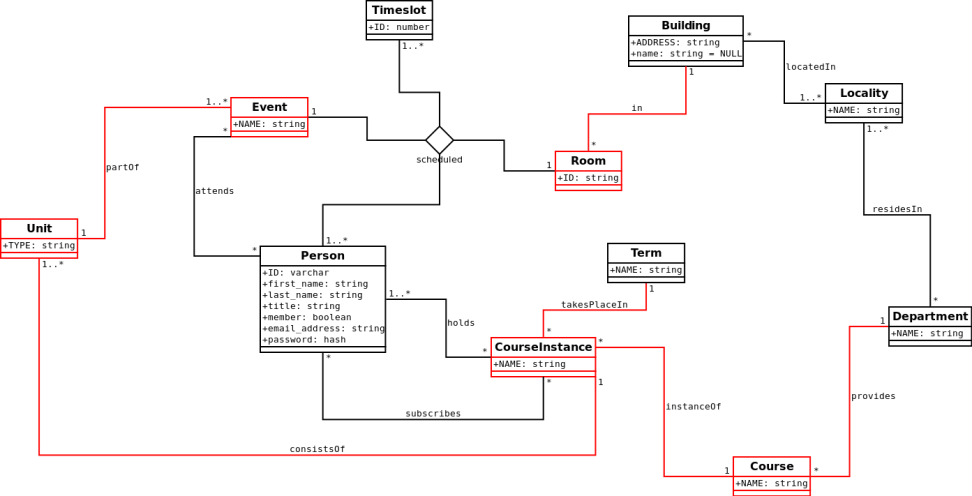 Timeslot
+ID: number
1..*
Building
+ADDRESS: string
+name: string = NULL
*
1
locatedIn
1..*
Locality
+NAME: string
1..*
1..*
Event
1
+NAME: string
*
in
*
scheduled
1
Room
+ID: string
partOf
attends
residesIn
Unit
1
+TYPE: string
1..*
*
1..*
Person
+ID: varchar
+first_name: string
+last_name: string
+title: string
+member: boolean
+email_address: string
+password: hash
*
1..*
holds
Term
+NAME: string
1
takesPlaceIn
*
*
Department
1
+NAME: string
*
CourseInstance
*
+NAME: string
*
1
subscribes
instanceOf
provides
consistsOf
1
Course
*
+NAME: string